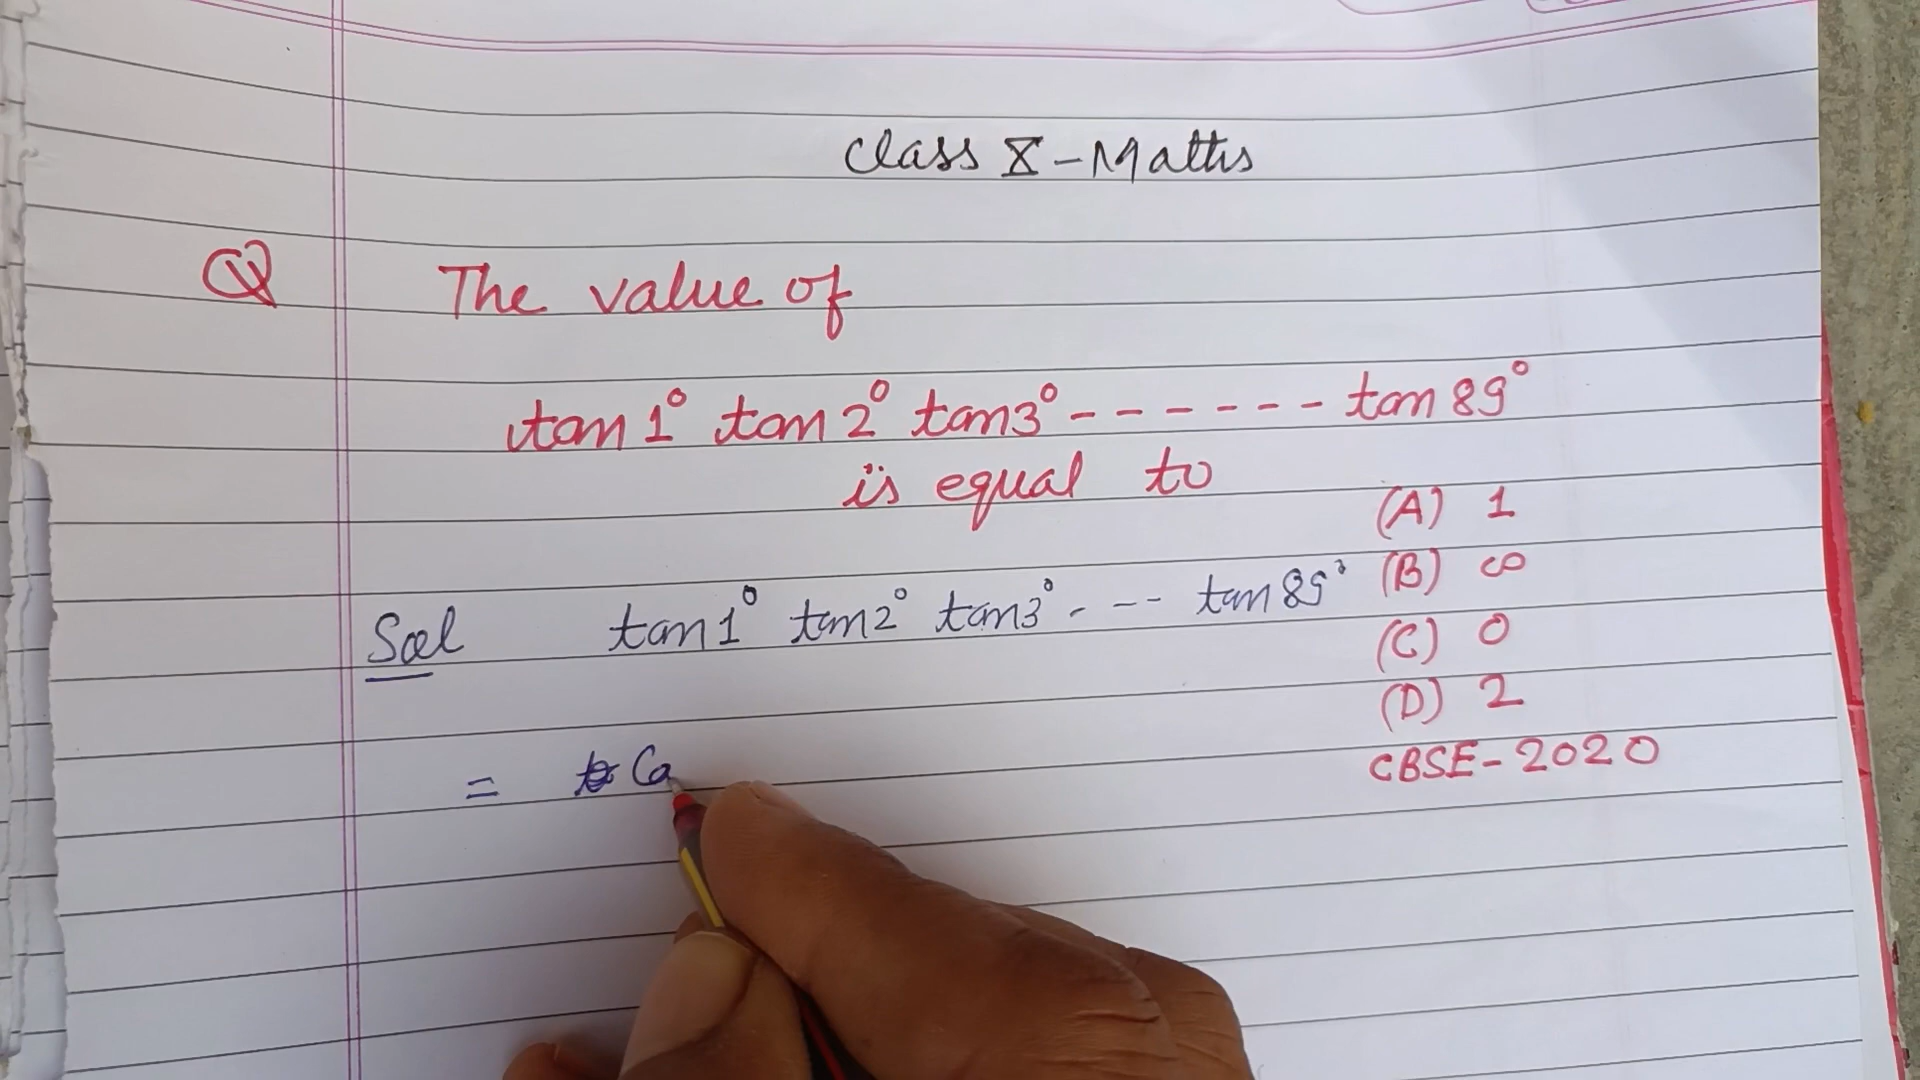 Class X - Maths
Q The value of
tan 1° tan 2° tan 3° - - - - - - - tan 89°
is equal to
(A) 1
(B) ∞
(C) 0
(D) 2
CBSE - 2020
Sol tan 1° tan 2° tan 3° - - - tan 89°
= Co